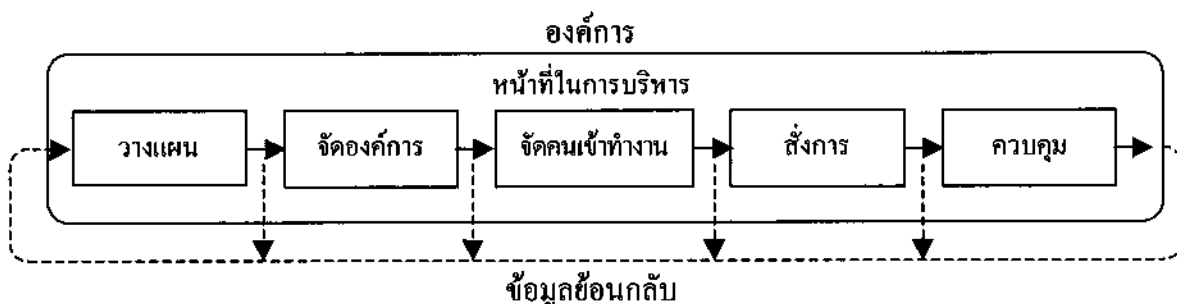 องค์การ
หน้าที่ในการบริหาร
วางแผน
จัดองค์การ
จัดคนเข้าทำงาน
สั่งการ
ควบคุม
ข้อมูลย้อนกลับ